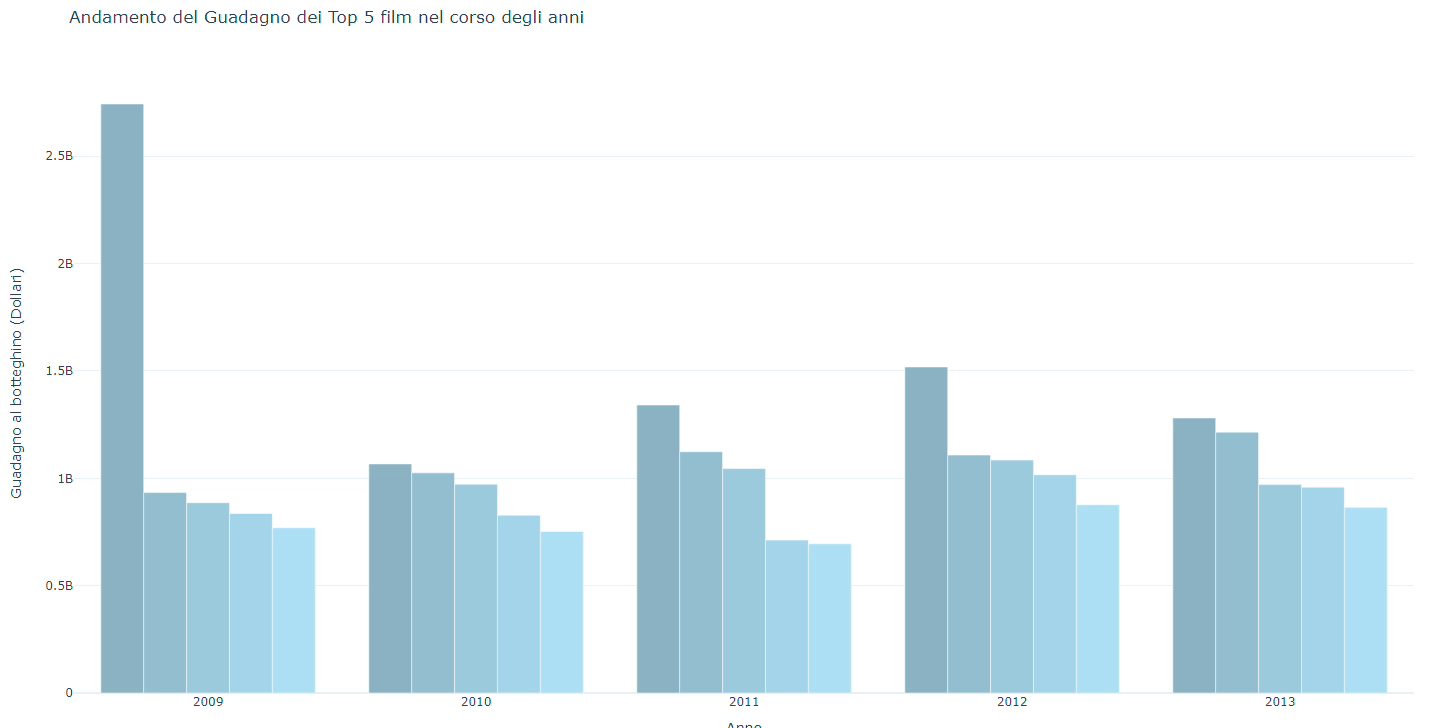 Andamento del Guadagno dei Top 5 film nel corso degli anni
Guadagno al botteghino (Dollari)
2.5B
2B
1.5B
1B
0.5B
0
2009
2010
2011
2012
2013
Anno